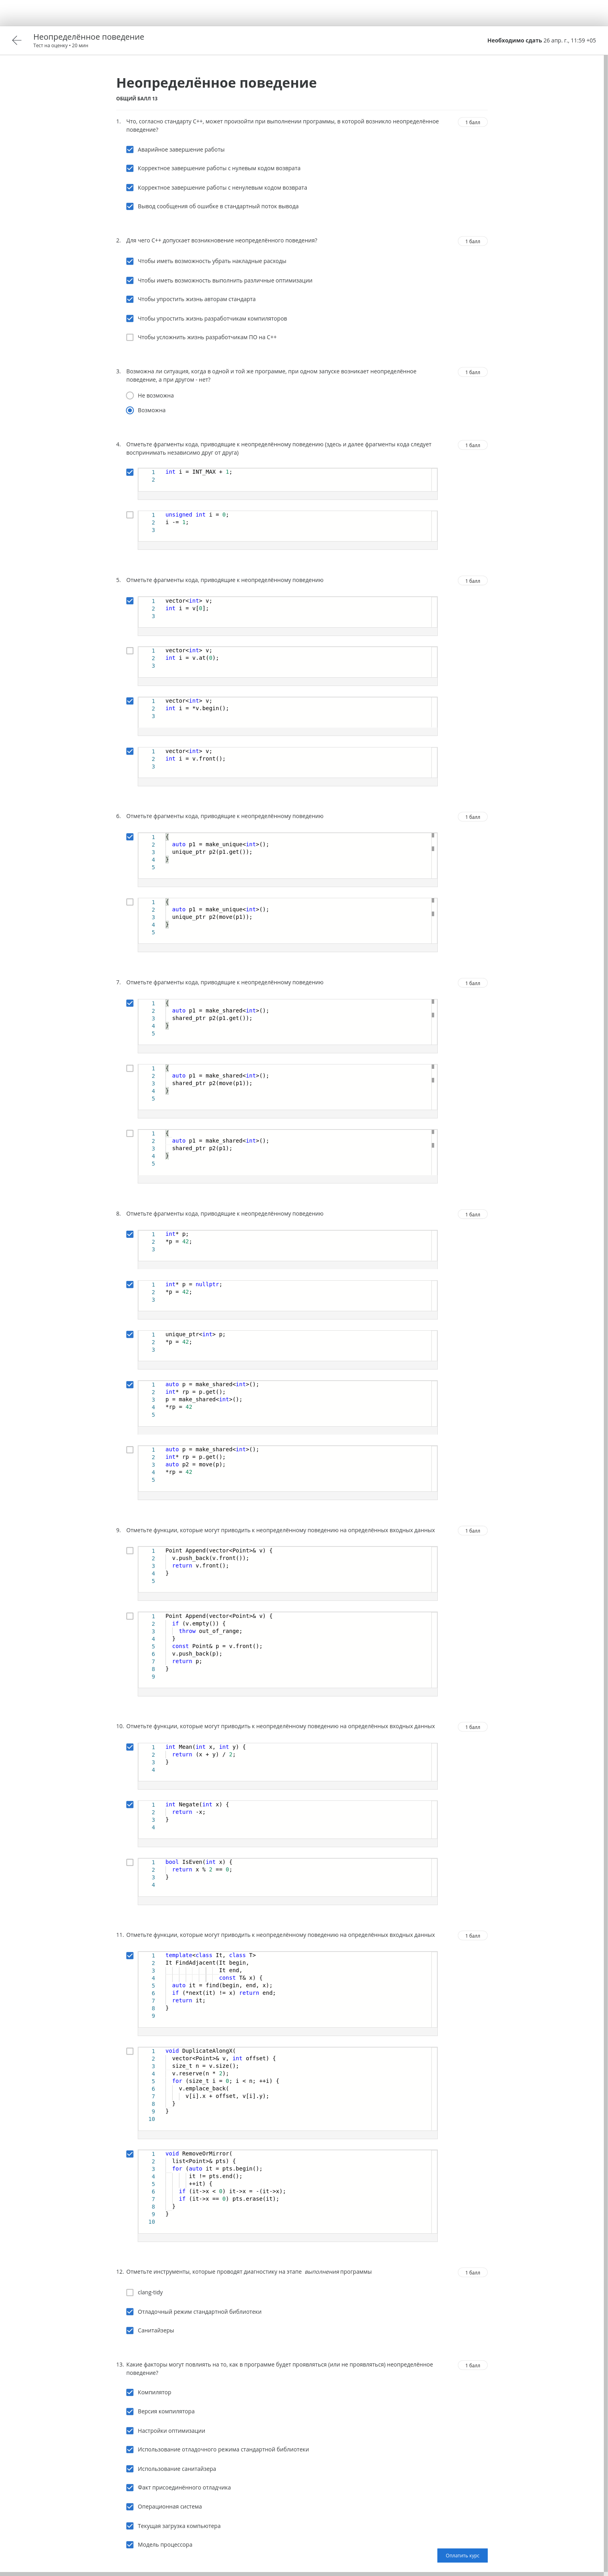 Неопределённое поведение
Тест на оценку • 20 мин
Необходимо сдать 26 апр. г., 11:59 +05
Неопределённое поведение
ОБЩИЙ БАЛЛ 13
1. Что, согласно стандарту C++, может произойти при выполнении программы, в которой возникло неопределённое
поведение?
1 балл
Аварийное завершение работы
Корректное завершение работы с нулевым кодом возврата
Корректное завершение работы с ненулевым кодом возврата
Вывод сообщения об ошибке в стандартный поток вывода
2. Для чего C++ допускает возникновение неопределённого поведения?
1 балл
Чтобы иметь возможность убрать накладные расходы
Чтобы иметь возможность выполнить различные оптимизации
Чтобы упростить жизнь авторам стандарта
Чтобы упростить жизнь разработчикам компиляторов
Чтобы усложнить жизнь разработчикам ПО на C++
3. Возможна ли ситуация, когда в одной и той же программе, при одном запуске возникает неопределённое
поведение, а при другом - нет?
1 балл
Не возможна
Возможна
4. Отметьте фрагменты кода, приводящие к неопределённому поведению (здесь и далее фрагменты кода следует
воспринимать независимо друг от друга)
1 балл
1 int i = INT_MAX + 1;
2
1 unsigned int i = 0;
2 i -= 1;
3
5. Отметьте фрагменты кода, приводящие к неопределённому поведению
1 балл
1 vector<int> v;
2 int i = v[0];
3
1 vector<int> v;
2 int i = v.at(0);
3
1 vector<int> v;
2 int i = *v.begin();
3
1 vector<int> v;
2 int i = v.front();
3
6. Отметьте фрагменты кода, приводящие к неопределённому поведению
1 балл
1 {
2 auto p1 = make_unique<int>();
3 unique_ptr p2(p1.get());
4 }
5
1 {
2 auto p1 = make_unique<int>();
3 unique_ptr p2(move(p1));
4 }
5
7. Отметьте фрагменты кода, приводящие к неопределённому поведению
1 балл
1 {
2 auto p1 = make_shared<int>();
3 shared_ptr p2(p1.get());
4 }
5
1 {
2 auto p1 = make_shared<int>();
3 shared_ptr p2(move(p1));
4 }
5
1 {
2 auto p1 = make_shared<int>();
3 shared_ptr p2(p1);
4 }
5
8. Отметьте фрагменты кода, приводящие к неопределённому поведению
1 балл
1 int* p;
2 *p = 42;
3
1 int* p = nullptr;
2 *p = 42;
3
1 unique_ptr<int> p;
2 *p = 42;
3
1 auto p = make_shared<int>();
2 int* rp = p.get();
3 p = make_shared<int>();
4 *rp = 42
5
1 auto p = make_shared<int>();
2 int* rp = p.get();
3 auto p2 = move(p);
4 *rp = 42
5
9. Отметьте функции, которые могут приводить к неопределённому поведению на определённых входных данных
1 балл
1 Point Append(vector<Point>& v) {
2 v.push_back(v.front());
3 return v.front();
4 }
5
1 Point Append(vector<Point>& v) {
2 if (v.empty()) {
3 throw out_of_range;
4 }
5 const Point& p = v.front();
6 v.push_back(p);
7 return p;
8 }
9
10. Отметьте функции, которые могут приводить к неопределённому поведению на определённых входных данных
1 балл
1 int Mean(int x, int y) {
2 return (x + y) / 2;
3 }
4
1 int Negate(int x) {
2 return -x;
3 }
4
1 bool IsEven(int x) {
2 return x % 2 == 0;
3 }
4
11. Отметьте функции, которые могут приводить к неопределённому поведению на определённых входных данных
1 балл
1 template<class It, class T>
2 It FindAdjacent(It begin,
3 It end,
4 const T& x) {
5 auto it = find(begin, end, x);
6 if (*next(it) != x) return end;
7 return it;
8 }
9
1 void DuplicateAlongX(
2 vector<Point>& v, int offset) {
3 size_t n = v.size();
4 v.reserve(n * 2);
5 for (size_t i = 0; i < n; ++i) {
6 v.emplace_back(
7 v[i].x + offset, v[i].y);
8 }
9 }
10
1 void RemoveOrMirror(
2 list<Point>& pts) {
3 for (auto it = pts.begin();
4 it != pts.end();
5 ++it) {
6 if (it->x < 0) it->x = -(it->x);
7 if (it->x == 0) pts.erase(it);
8 }
9 }
10
12. Отметьте инструменты, которые проводят диагностику на этапе выполнения программы
1 балл
clang-tidy
Отладочный режим стандартной библиотеки
Санитайзеры
13. Какие факторы могут повлиять на то, как в программе будет проявляться (или не проявляться) неопределённое
поведение?
1 балл
Компилятор
Версия компилятора
Настройки оптимизации
Использование отладочного режима стандартной библиотеки
Использование санитайзера
Факт присоединённого отладчика
Операционная система
Текущая загрузка компьютера
Модель процессора
Оплатить курс